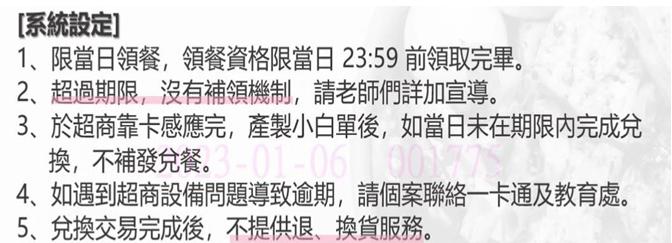 [系統設定]
1、限當日領餐，領餐資格限當日 23:59 前領取完畢。
2、超過期限，沒有補領機制，請老師們詳加宣導。
3、於超商靠卡感應完，產製小白單後，如當日未在期限內完成兌
換，不補發兌餐。
2023-01-06 001775
4、如遇到超商設備問題導致逾期，請個案聯絡一卡通及教育處。
5、兌換交易完成後，不提供退、換貨服務。